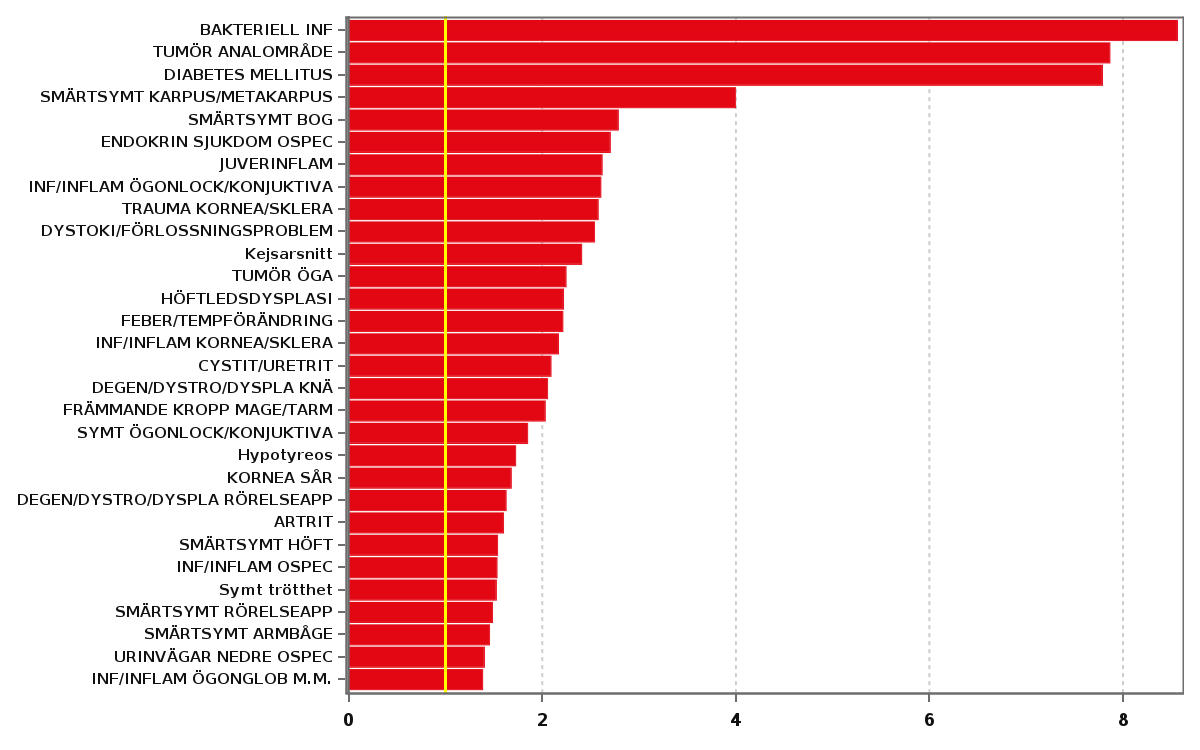 BAKTERIELL INF
TUMÖR ANALOMRÅDE
DIABETES MELLITUS
SMÄRTSYMT KARPUS/METAKARPUS
SMÄRTSYMT BOG
ENDOKRIN SJUKDOM OSPEC
JUVERINFLAM
INF/INFLAM ÖGONLOCK/KONJUKTIVA
TRAUMA KORNEA/SKLERA
DYSTOKI/FÖRLOSSNINGSPROBLEM
Kejsarsnitt
TUMÖR ÖGA
HÖFTLEDSDYSPLASI
FEBER/TEMPFÖRÄNDRING
INF/INFLAM KORNEA/SKLERA
CYSTIT/URETRIT
DEGEN/DYSTRO/DYSPLA KNÄ
FRÄMMANDE KROPP MAGE/TARM
SYMT ÖGONLOCK/KONJUKTIVA
Hypotyreos
KORNEA SÅR
DEGEN/DYSTRO/DYSPLA RÖRELSEAPP
ARTRIT
SMÄRTSYMT HÖFT
INF/INFLAM OSPEC
Symt trötthet
SMÄRTSYMT RÖRELSEAPP
SMÄRTSYMT ARMBÅGE
URINVÄGAR NEDRE OSPEC
INF/INFLAM ÖGONGLOB M.M.
0 2 4 6 8